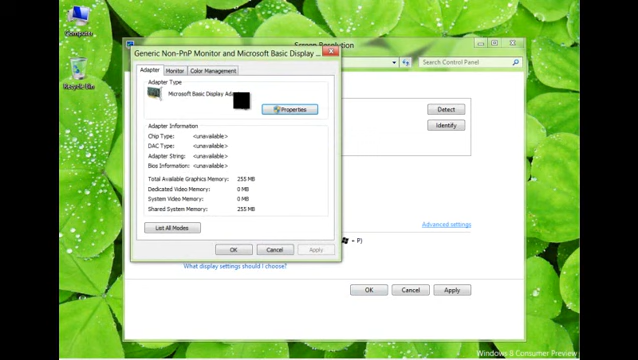 Computer
Recycle Bin
Screen Resolution
Generic Non-PnP Monitor and Microsoft Basic Display ...
Search Control Panel
Adapter Monitor Color Management
Adapter Type
Microsoft Basic Display
Properties
Detect
Identify
Adapter Information
Chip Type: <unavailable>
DAC Type: <unavailable>
Adapter String: <unavailable>
Bios Information: <unavailable>
Total Available Graphics Memory: 255 MB
Dedicated Video Memory: 0 MB
System Video Memory: 0 MB
Shared System Memory: 255 MB
List All Modes
Advanced settings
+ P)
OK Cancel Apply
What display settings should I choose?
OK Cancel Apply
Windows 8 Consumer Preview